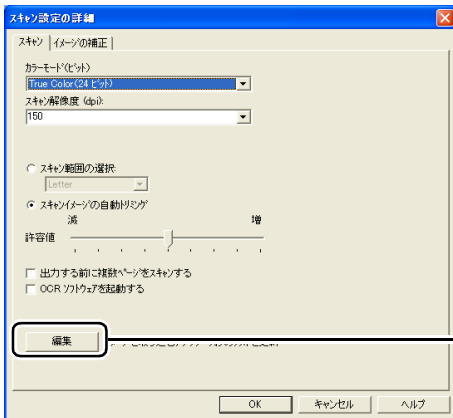 スキャン設定の詳細
スキャン イメージの補正
カラーモード(ビット)
True Color(24 ビット)
スキャン解像度 (dpi):
150
スキャン範囲の選択:
Letter
スキャンイメージの自動トリミング
減 増
許容値
出力する前に複数ページをスキャンする
OCR ソフトウェアを起動する
編集
OK キャンセル ヘルプ